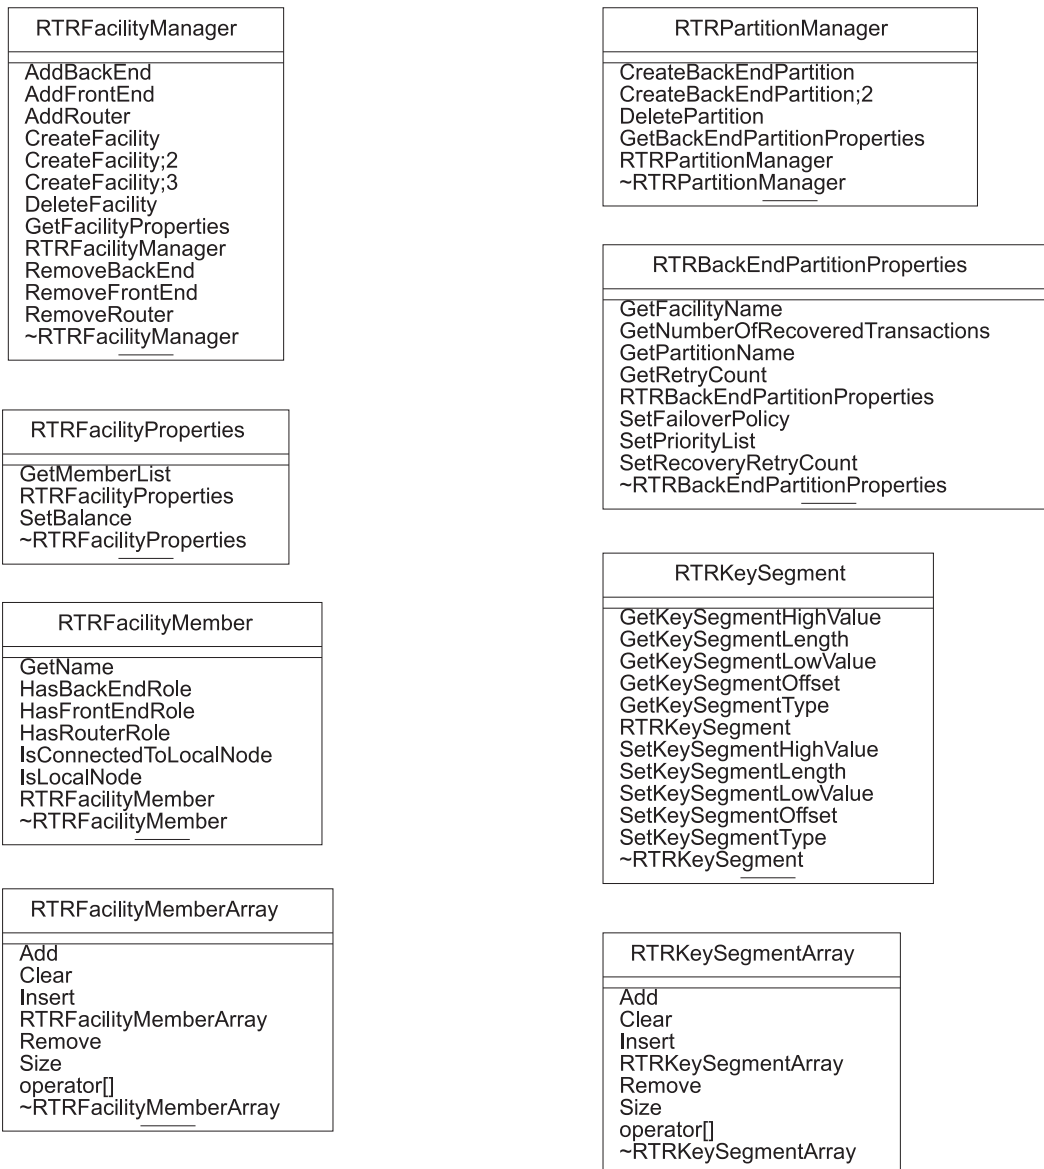 RTRFacilityManager
AddBackEnd
AddFrontEnd
AddRouter
CreateFacility
CreateFacility;2
CreateFacility;3
DeleteFacility
GetFacilityProperties
RTRFacilityManager
RemoveBackEnd
RemoveFrontEnd
RemoveRouter
~RTRFacilityManager
RTRFacilityProperties
GetMemberList
RTRFacilityProperties
SetBalance
~RTRFacilityProperties
RTRFacilityMember
GetName
HasBackEndRole
HasFrontEndRole
HasRouterRole
IsConnectedToLocalNode
IsLocalNode
RTRFacilityMember
~RTRFacilityMember
RTRFacilityMemberArray
Add
Clear
Insert
RTRFacilityMemberArray
Remove
Size
operator[]
~RTRFacilityMemberArray
RTRPartitionManager
CreateBackEndPartition
CreateBackEndPartition;2
DeletePartition
GetBackEndPartitionProperties
RTRPartitionManager
~RTRPartitionManager
RTRBackEndPartitionProperties
GetFacilityName
GetNumberOfRecoveredTransactions
GetPartitionName
GetRetryCount
RTRBackEndPartitionProperties
SetFailoverPolicy
SetPriorityList
SetRecoveryRetryCount
~RTRBackEndPartitionProperties
RTRKeySegment
GetKeySegmentHighValue
GetKeySegmentLength
GetKeySegmentLowValue
GetKeySegmentOffset
GetKeySegmentType
RTRKeySegment
SetKeySegmentHighValue
SetKeySegmentLength
SetKeySegmentLowValue
SetKeySegmentOffset
SetKeySegmentType
~RTRKeySegment
RTRKeySegmentArray
Add
Clear
Insert
RTRKeySegmentArray
Remove
Size
operator[]
~RTRKeySegmentArray